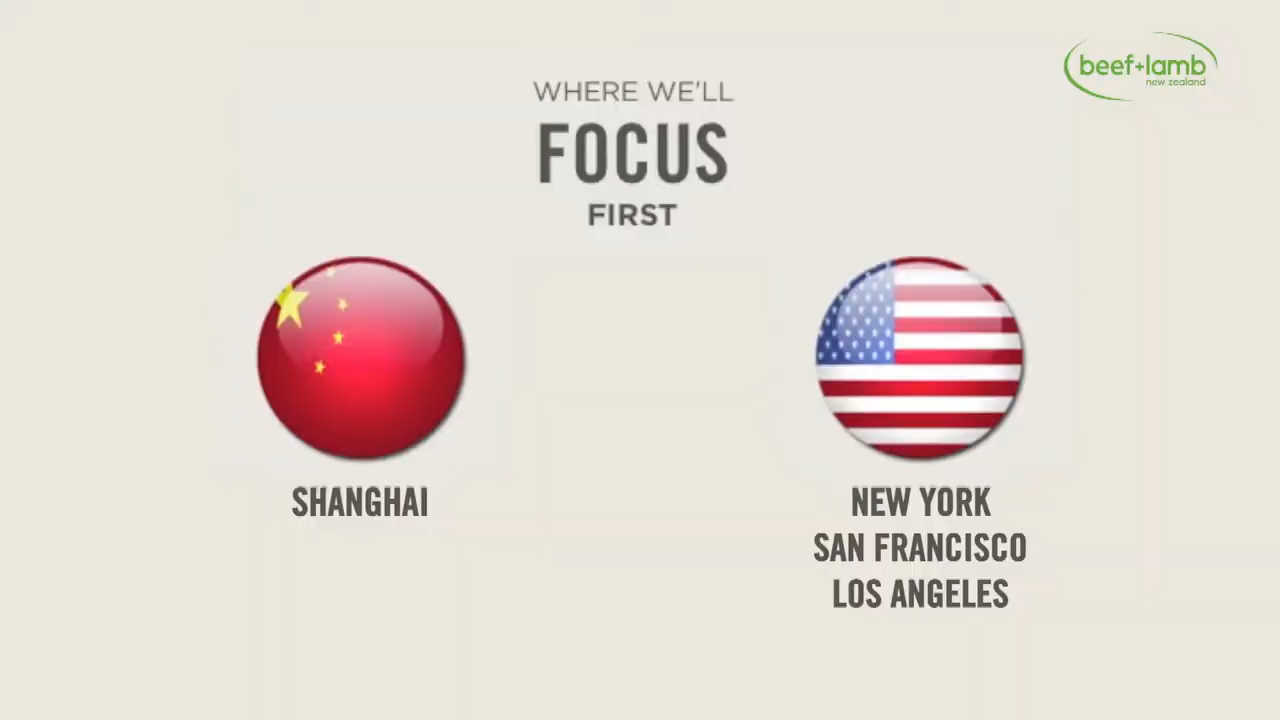 beef+lamb
new zealand
WHERE WE'LL
FOCUS
FIRST
SHANGHAI
NEW YORK
SAN FRANCISCO
LOS ANGELES